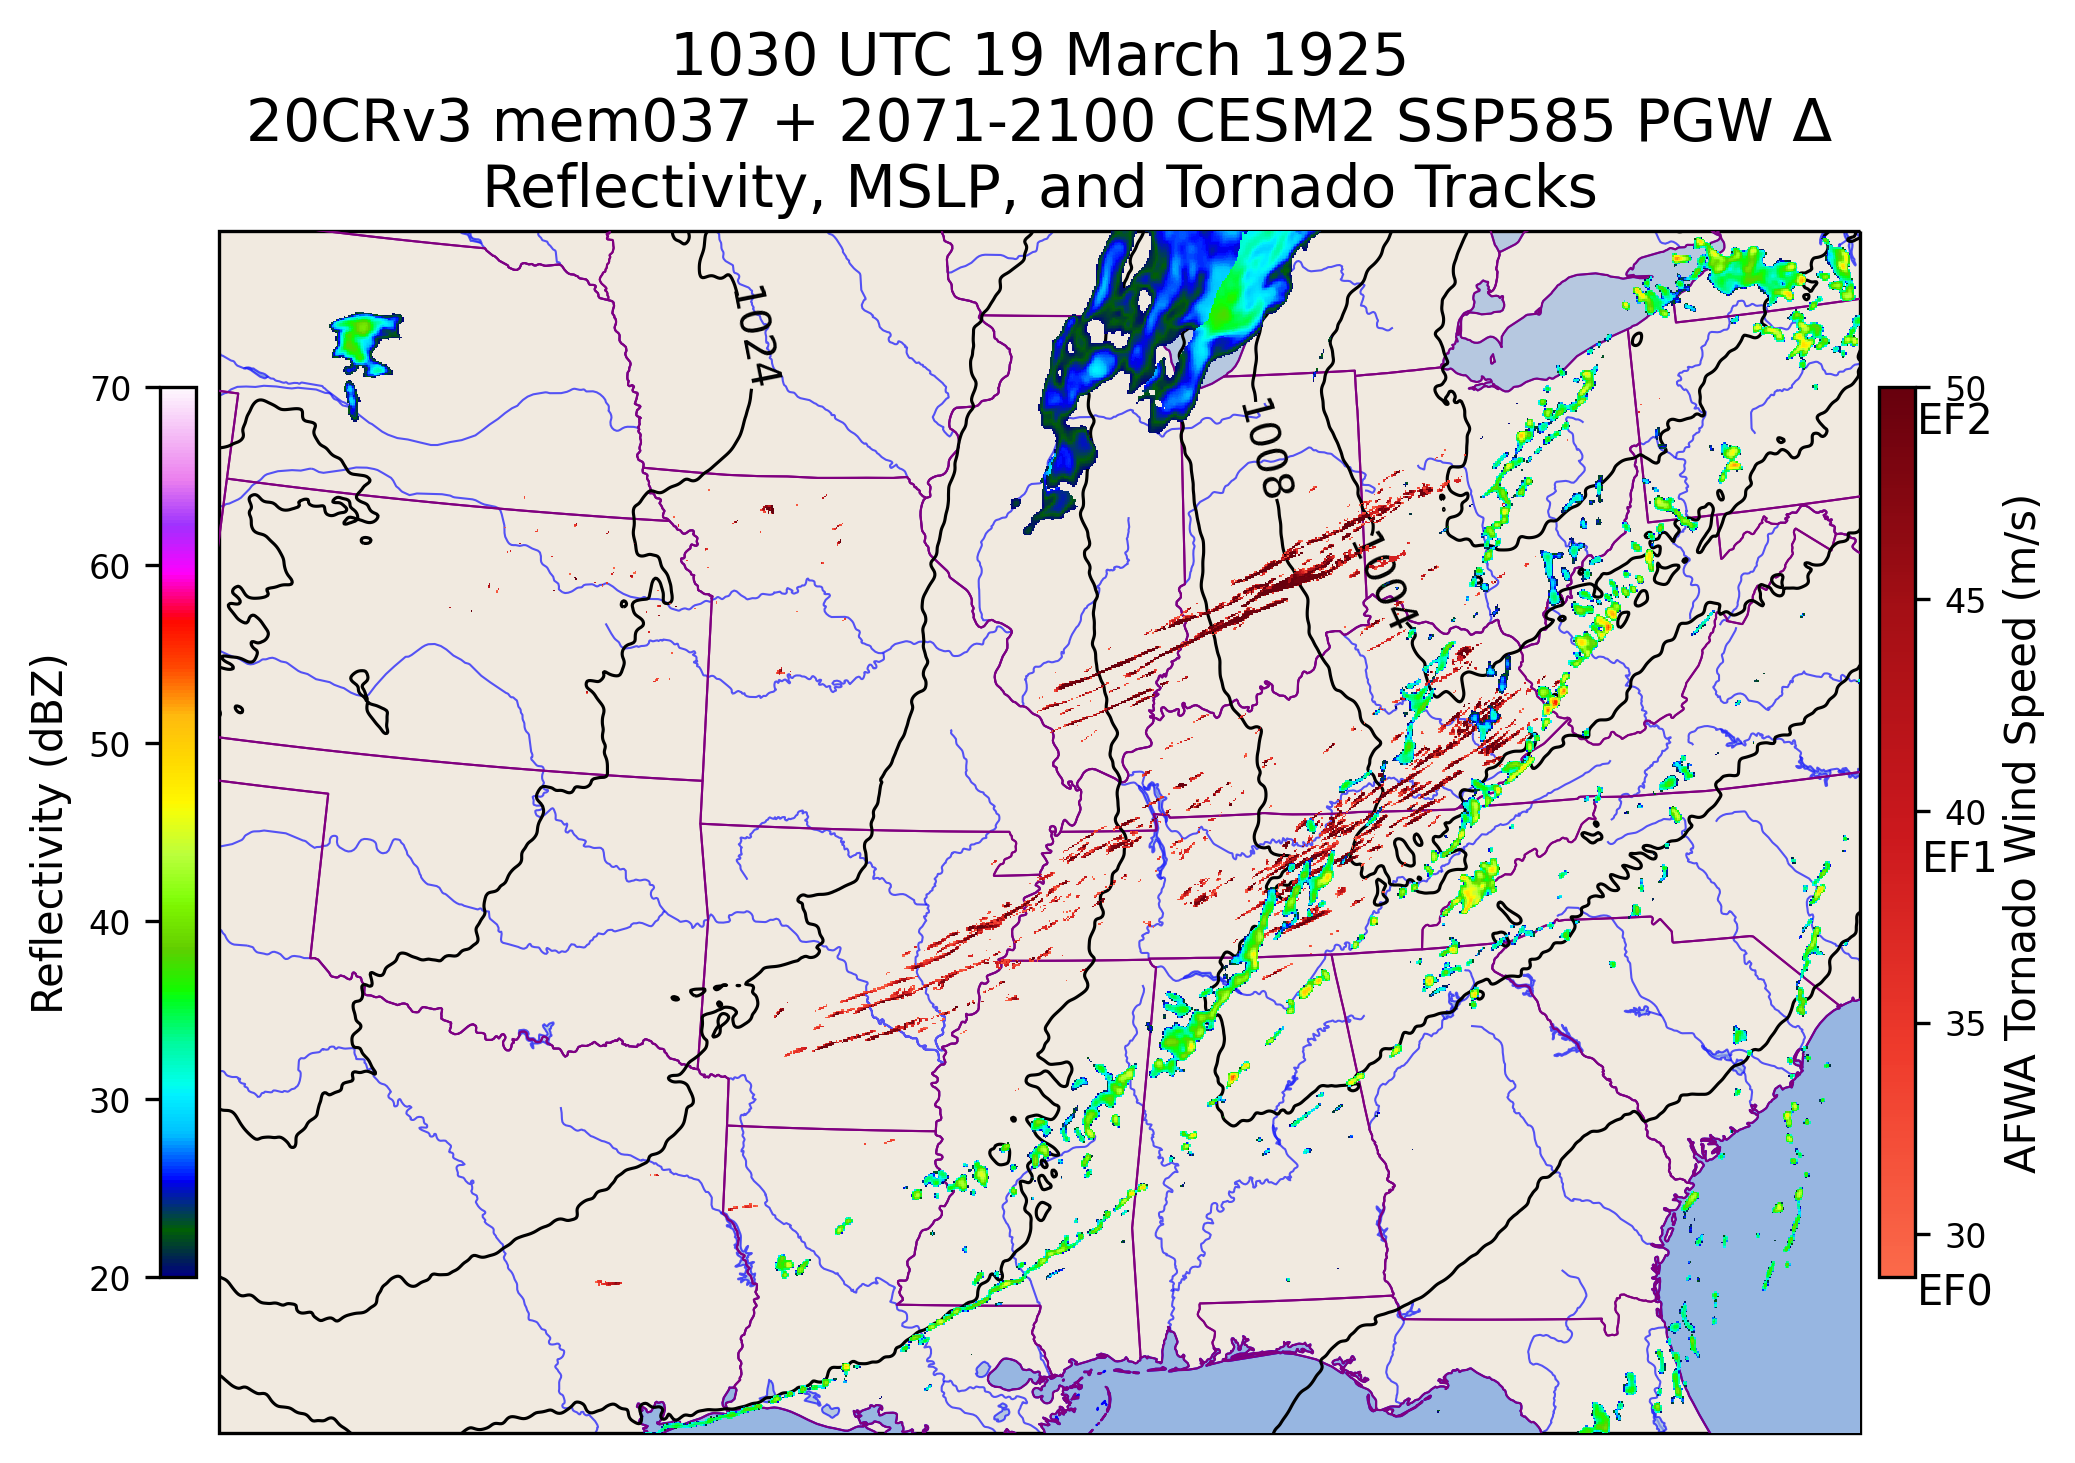 1030 UTC 19 March 1925
20CRv3 mem037 + 2071-2100 CESM2 SSP585 PGW Δ
Reflectivity, MSLP, and Tornado Tracks
Reflectivity (dBZ)
70
60
50
40
30
20
1024
1008
1004
50
EF2
45
40
EF1
35
30
EF0
AFWA Tornado Wind Speed (m/s)